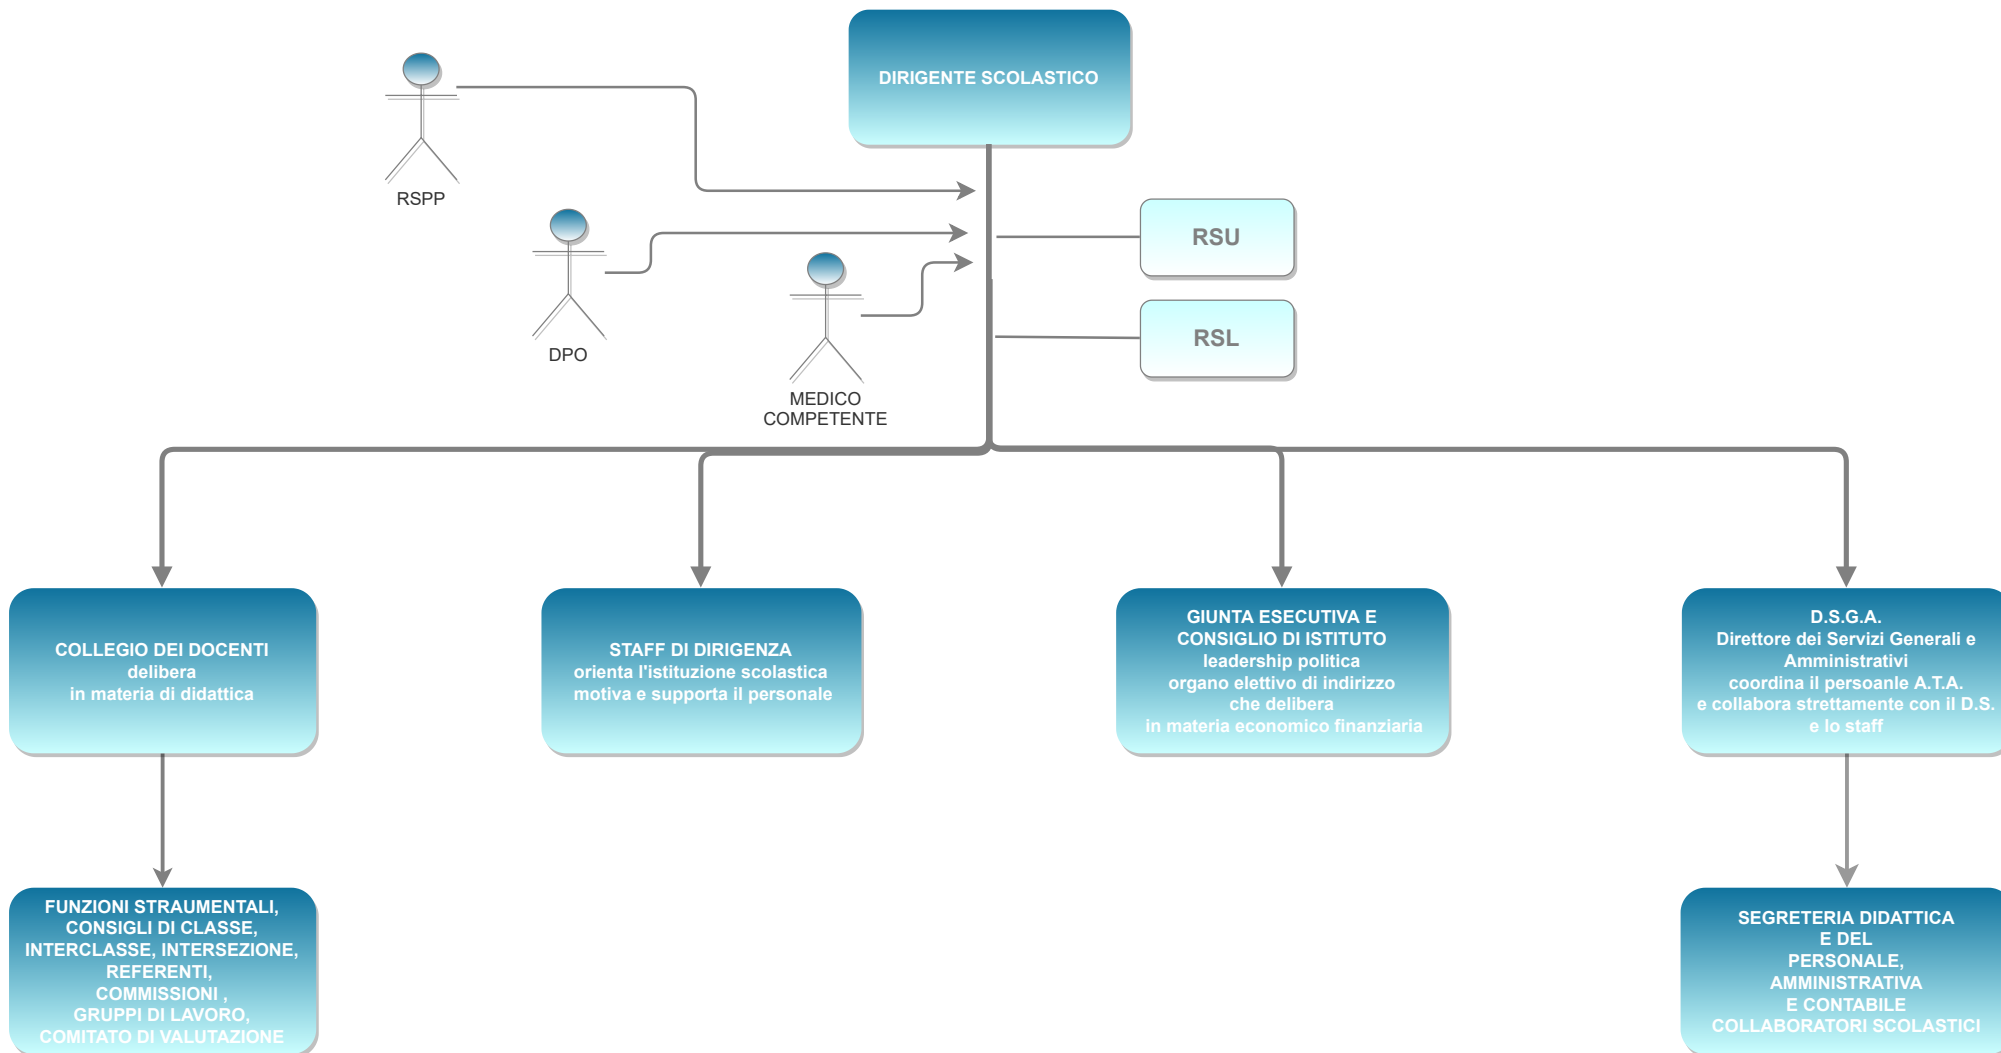 DIRIGENTE SCOLASTICO
RSPP
DPO
MEDICO
COMPETENTE
RSU
RSL
COLLEGIO DEI DOCENTI
delibera
in materia di didattica
STAFF DI DIRIGENZA
orienta l'istituzione scolastica
motiva e supporta il personale
GIUNTA ESECUTIVA E
CONSIGLIO DI ISTITUTO
leadership politica
organo elettivo di indirizzo
che delibera
in materia economico finanziaria
D.S.G.A.
Direttore dei Servizi Generali e
Amministrativi
coordina il persoanle A.T.A.
e collabora strettamente con il D.S.
e lo staff
FUNZIONI STRAUMENTALI,
CONSIGLI DI CLASSE,
INTERCLASSE, INTERSEZIONE,
REFERENTI,
COMMISSIONI ,
GRUPPI DI LAVORO,
COMITATO DI VALUTAZIONE
SEGRETERIA DIDATTICA
E DEL
PERSONALE,
AMMINISTRATIVA
E CONTABILE
COLLABORATORI SCOLASTICI